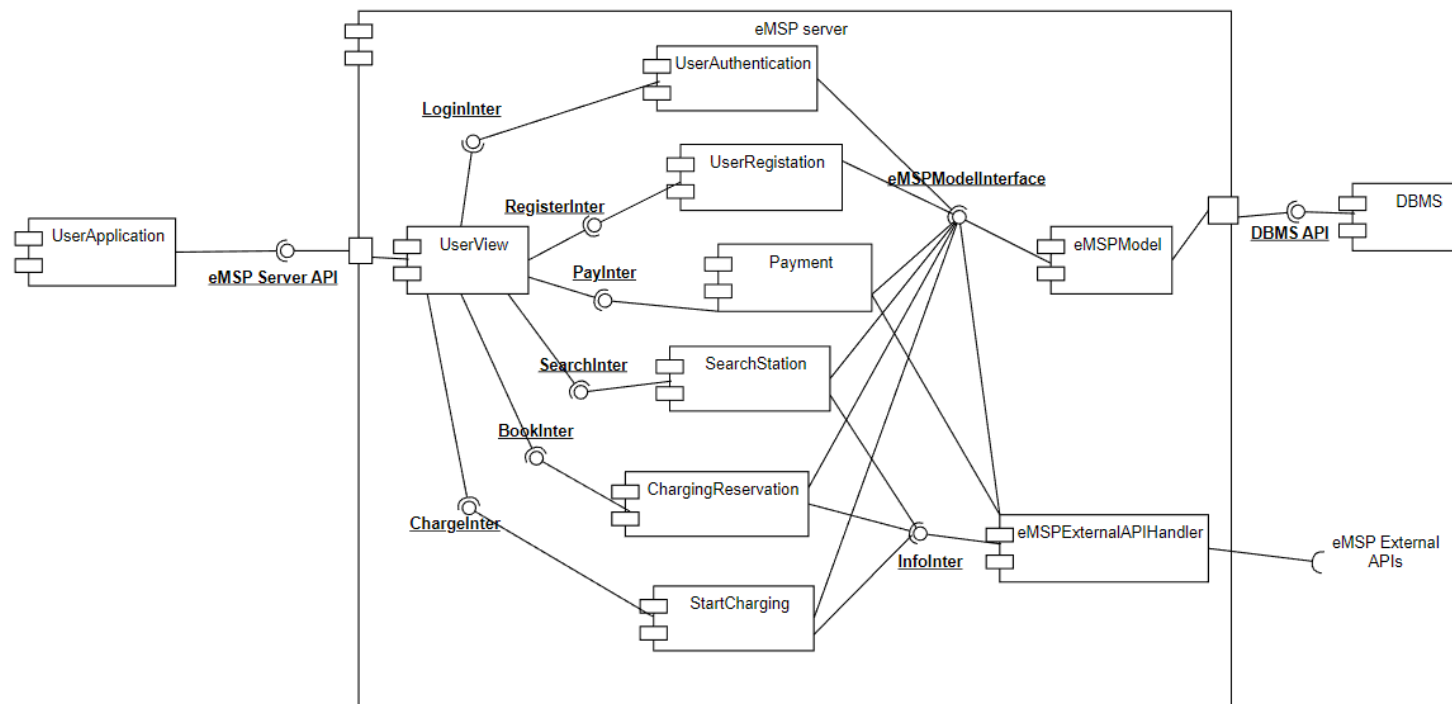 eMSP server
UserAuthentication
LoginInter
UserRegistation
eMSPModelInterface
RegisterInter
DBMS
UserApplication
UserView
eMSPModel
DBMS API
eMSP Server API
PayInter
Payment
SearchInter
SearchStation
BookInter
ChargingReservation
ChargeInter
InfoInter
eMSPExternalAPIHandler
eMSP External
APIs
StartCharging